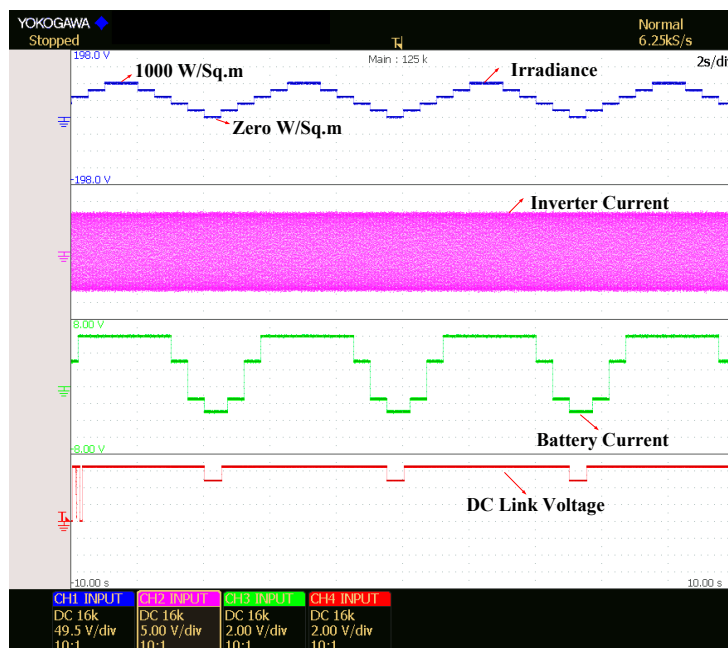 YOKOGAWA
Stopped
Normal
6.25kS/s
198.0 V
Main : 125 k
2s/div
1000 W/Sq.m
Irradiance
Zero W/Sq.m
198.0 V
Inverter Current
8.00 V
Battery Current
8.00 V
DC Link Voltage
T
10.00 s
10.00 s
CH1 INPUT
DC 16k
49.5 V/div
10:1
CH2 INPUT
DC 16k
5.00 V/div
10:1
CH3 INPUT
DC 16k
2.00 V/div
10:1
CH4 INPUT
DC 16k
2.00 V/div
10:1